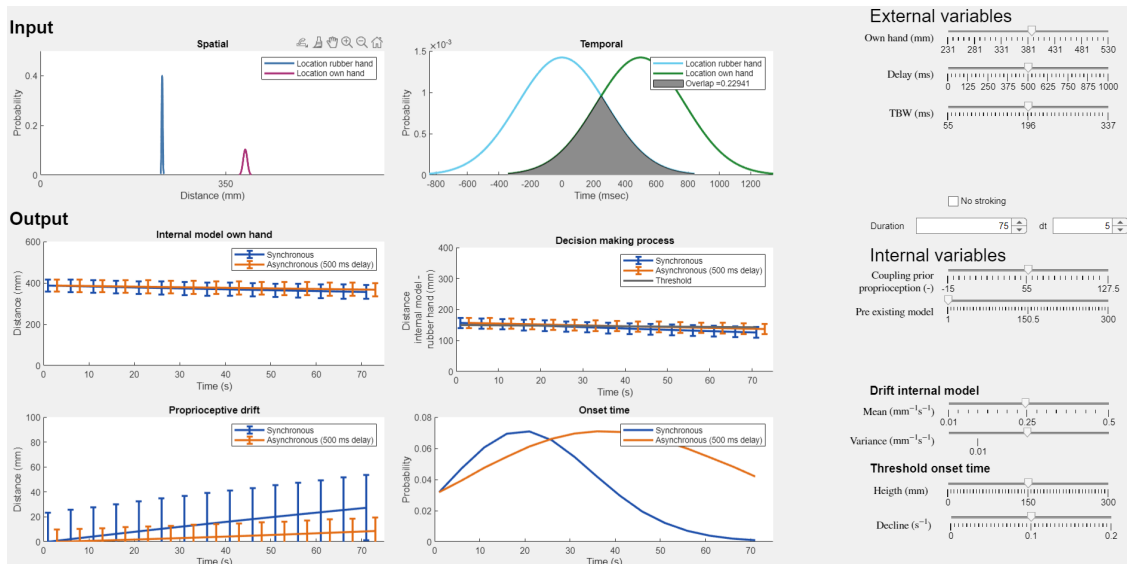 Input
Spatial
Location rubber hand
Location own hand
Probability
0.4
0.2
0
0
350
Distance (mm)
Temporal
×10⁻³
Location rubber hand
Location own hand
Overlap =0.22941
Probability
1.5
1
0.5
0
-800 -600 -400 -200 0 200 400 600 800 1000 1200
Time (msec)
External variables
Own hand (mm)
231 281 331 381 431 481 530
Delay (ms)
0 125 250 375 500 625 750 875 1000
TBW (ms)
55 196 337
No stroking
Duration 75 dt 5
Output
Internal model own hand
Synchronous
Asynchronous (500 ms delay)
Distance (mm)
600
400
200
0
0 10 20 30 40 50 60 70
Time (s)
Decision making process
Synchronous
Asynchronous (500 ms delay)
Threshold
Distance
internal model -
rubber hand (mm)
400
300
200
100
0
0 10 20 30 40 50 60 70
Time (s)
Internal variables
Coupling prior
proprioception (-)
-15 55 127.5
Pre existing model
1 150.5 300
Proprioceptive drift
Synchronous
Asynchronous (500 ms delay)
Distance (mm)
100
80
60
40
20
0
0 10 20 30 40 50 60 70
Time (s)
Onset time
Synchronous
Asynchronous (500 ms delay)
Probability
0.08
0.06
0.04
0.02
0
1 11 21 31 41 51 61 71
Time (s)
Drift internal model
Mean (mm⁻¹s⁻¹)
0.01 0.25 0.5
Variance (mm⁻¹s⁻¹)
0.01
Threshold onset time
Heigth (mm)
0 150 300
Decline (s⁻¹)
0 0.1 0.2